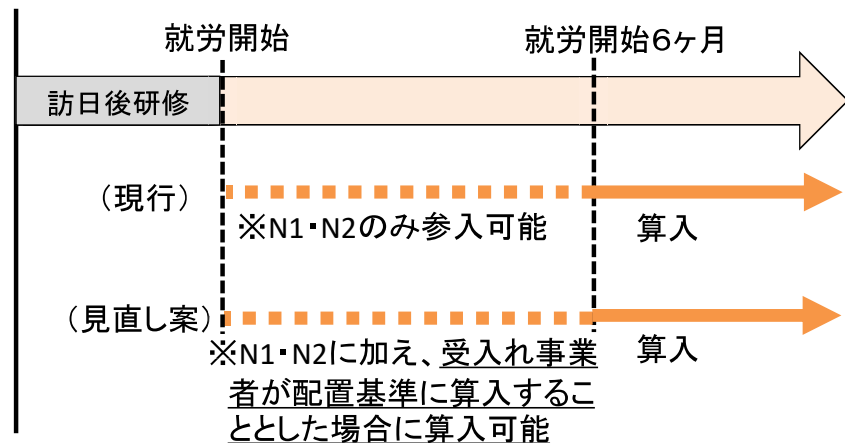 就労開始
就労開始6ヶ月
訪日後研修
（現行）
※N1・N2のみ参入可能
算入
（見直し案）
※N1・N2に加え、受入れ事業
者が配置基準に算入するこ
ととした場合に算入可能
算入